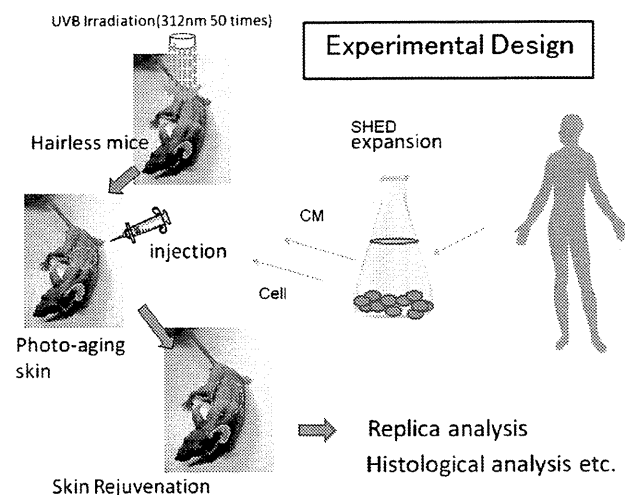 UVB Irradiation(312nm 50 times)
Experimental Design
Hairless mice
SHED
expansion
CM
injection
Cell
Photo-aging
skin
Replica analysis
Histological analysis etc.
Skin Rejuvenation